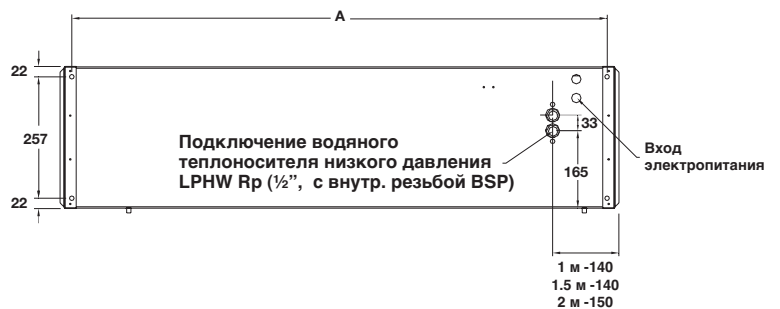 A
22
257
22
33
165
Подключение водяного
теплоносителя низкого давления
LPHW Rp (½”, с внутр. резьбой BSP)
Вход
электропитания
1 м -140
1.5 м -140
2 м -150